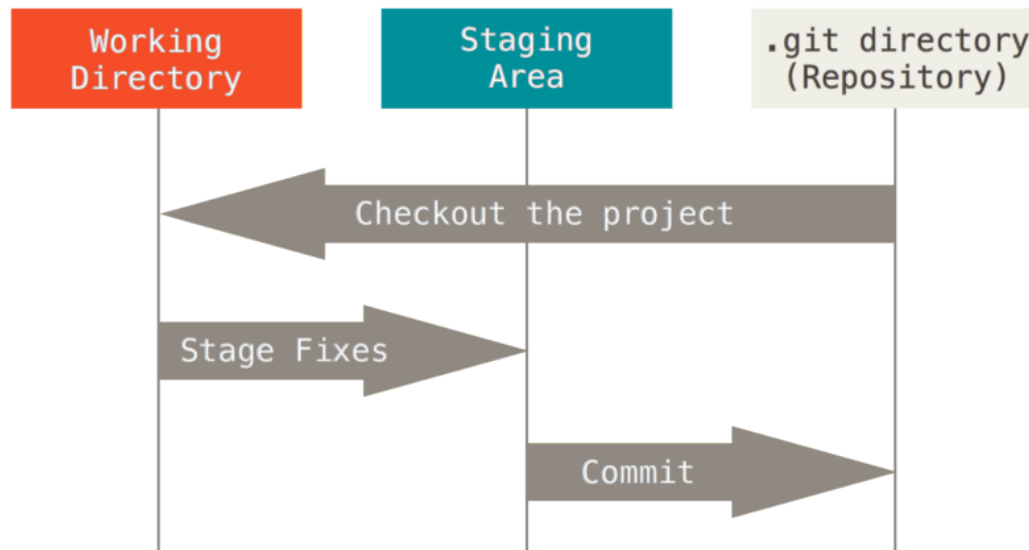 Working
Directory
Staging
Area
.git directory
(Repository)
Checkout the project
Stage Fixes
Commit